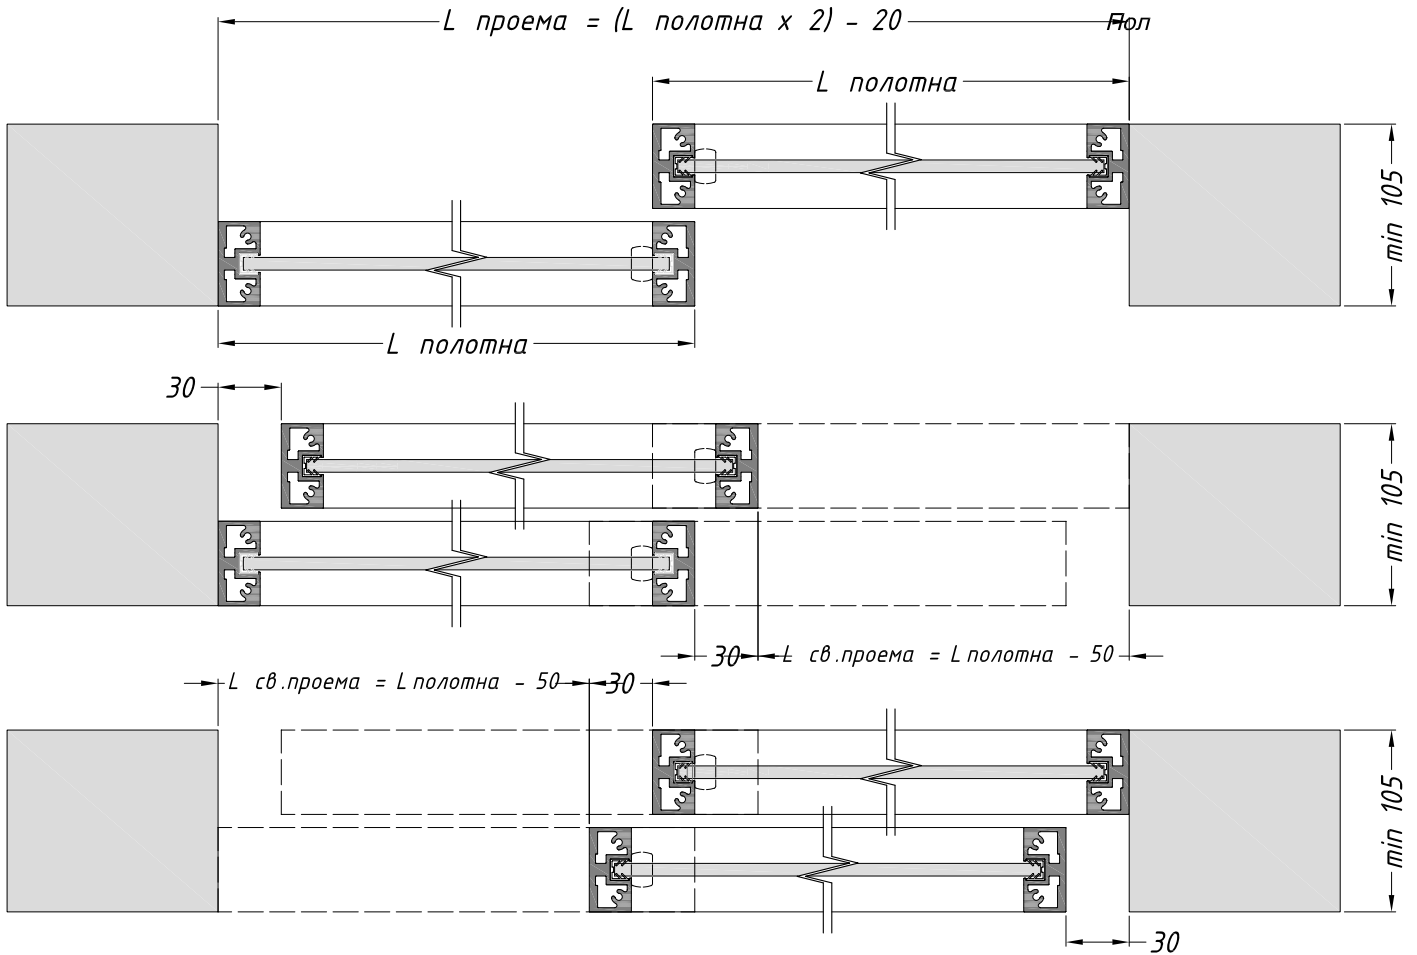 L проема = (L полотна x 2) - 20
Пол
L полотна
min 105
L полотна
30
min 105
30
L св.проема = L полотна - 50
L св.проема = L полотна - 50
30
min 105
30